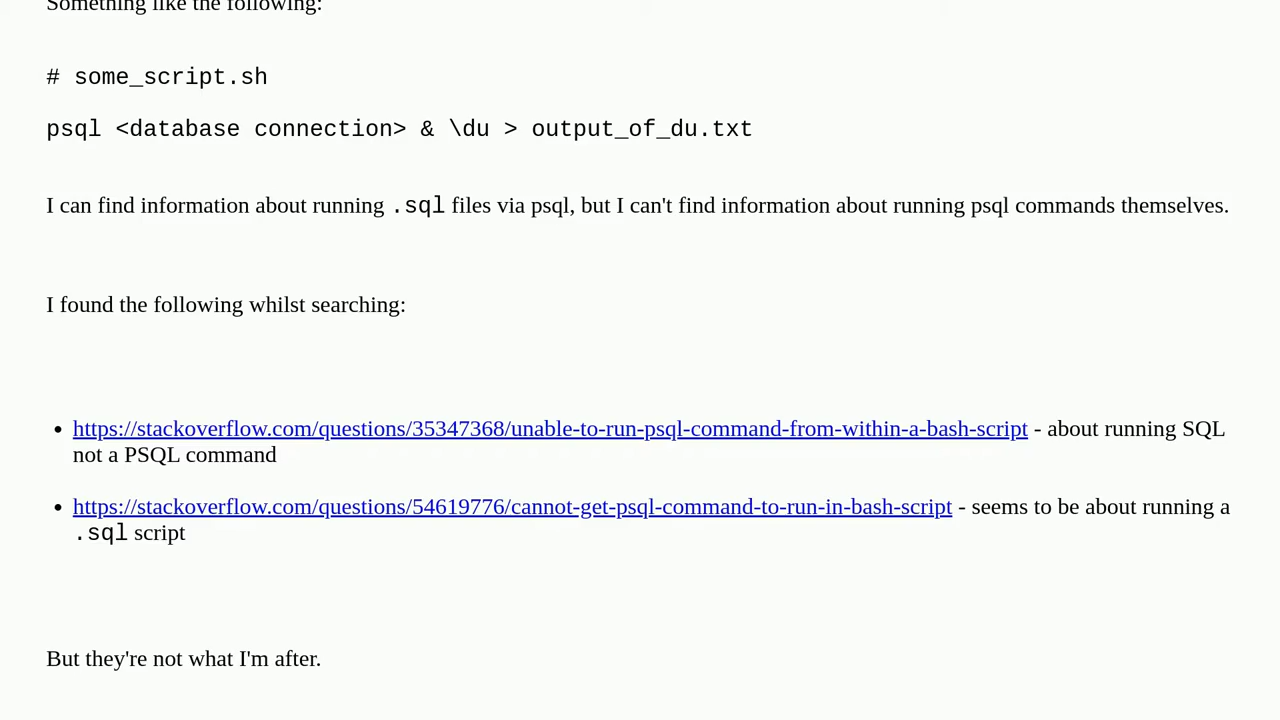 Something like the following:
# some_script.sh
psql <database connection> & \du > output_of_du.txt
I can find information about running .sql files via psql, but I can't find information about running psql commands themselves.
I found the following whilst searching:
• https://stackoverflow.com/questions/35347368/unable-to-run-psql-command-from-within-a-bash-script - about running SQL
not a PSQL command
• https://stackoverflow.com/questions/54619776/cannot-get-psql-command-to-run-in-bash-script - seems to be about running a
.sql script
But they're not what I'm after.